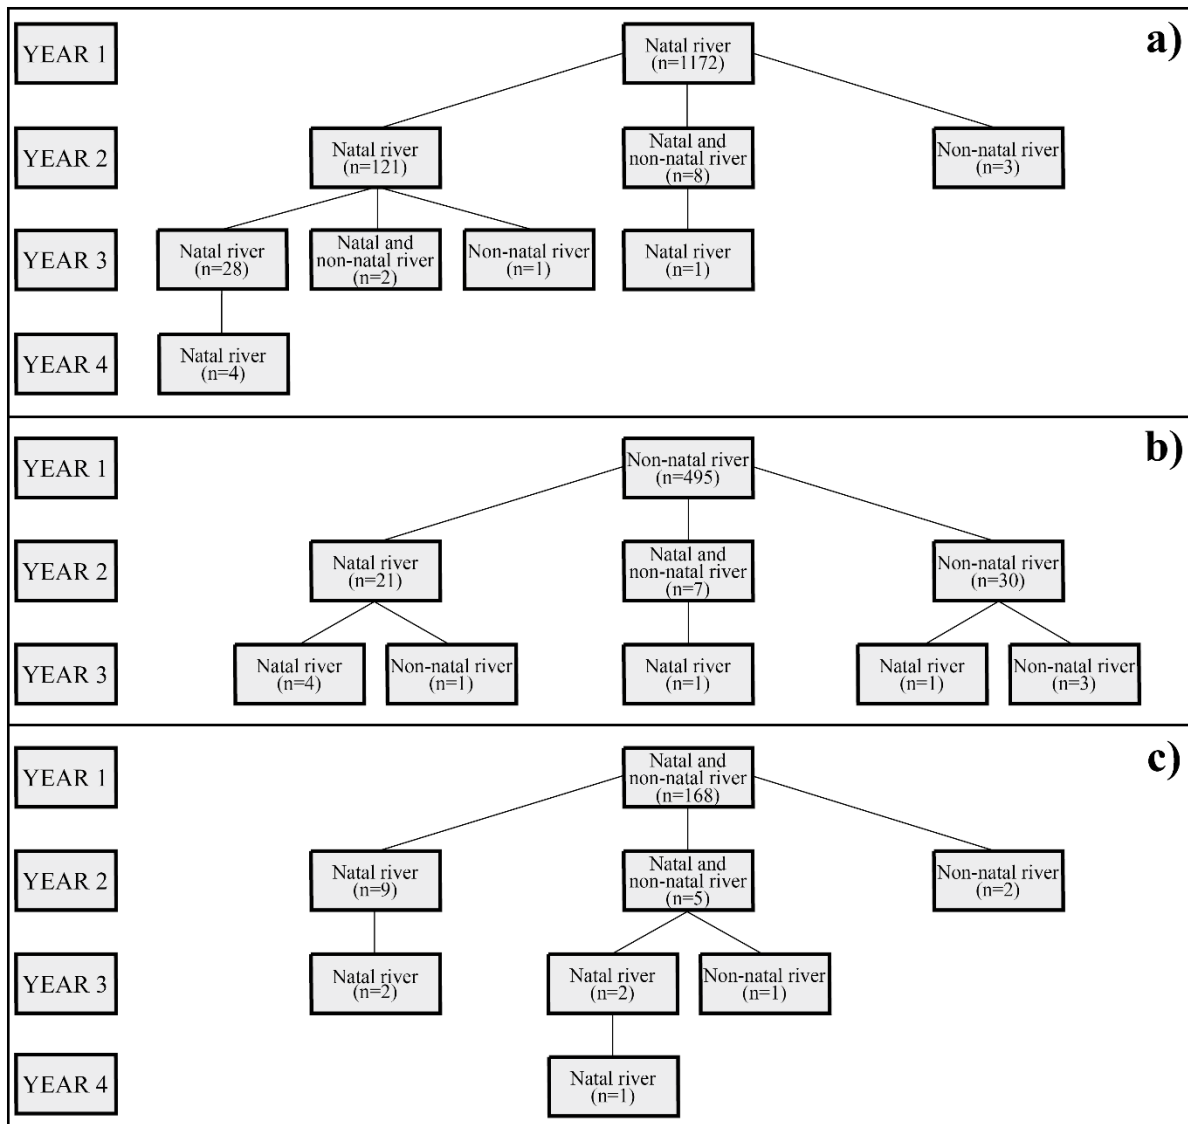 a)
YEAR 1
Natal river
(n=1172)
YEAR 2
Natal river
(n=121)
Natal and
non-natal river
(n=8)
Non-natal river
(n=3)
YEAR 3
Natal river
(n=28)
Natal and
non-natal river
(n=2)
Non-natal river
(n=1)
Natal river
(n=1)
YEAR 4
Natal river
(n=4)
b)
YEAR 1
Non-natal river
(n=495)
YEAR 2
Natal river
(n=21)
Natal and
non-natal river
(n=7)
Non-natal river
(n=30)
YEAR 3
Natal river
(n=4)
Non-natal river
(n=1)
Natal river
(n=1)
Natal river
(n=1)
Non-natal river
(n=3)
c)
YEAR 1
Natal and
non-natal river
(n=168)
YEAR 2
Natal river
(n=9)
Natal and
non-natal river
(n=5)
Non-natal river
(n=2)
YEAR 3
Natal river
(n=2)
Natal river
(n=2)
Non-natal river
(n=1)
YEAR 4
Natal river
(n=1)